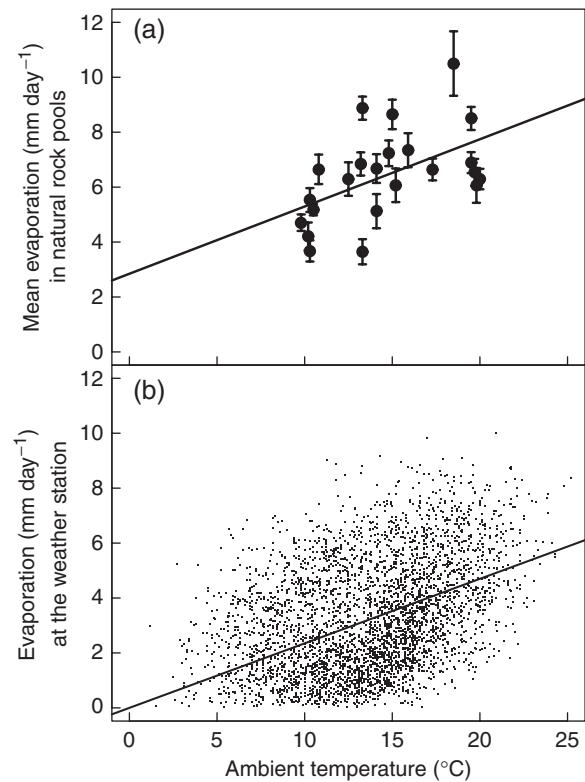 (a)
Mean evaporation (mm day⁻¹)
in natural rock pools
12
10
8
6
4
2
0
(b)
Evaporation (mm day⁻¹)
at the weather station
12
10
8
6
4
2
0
0 5 10 15 20 25
Ambient temperature (°C)